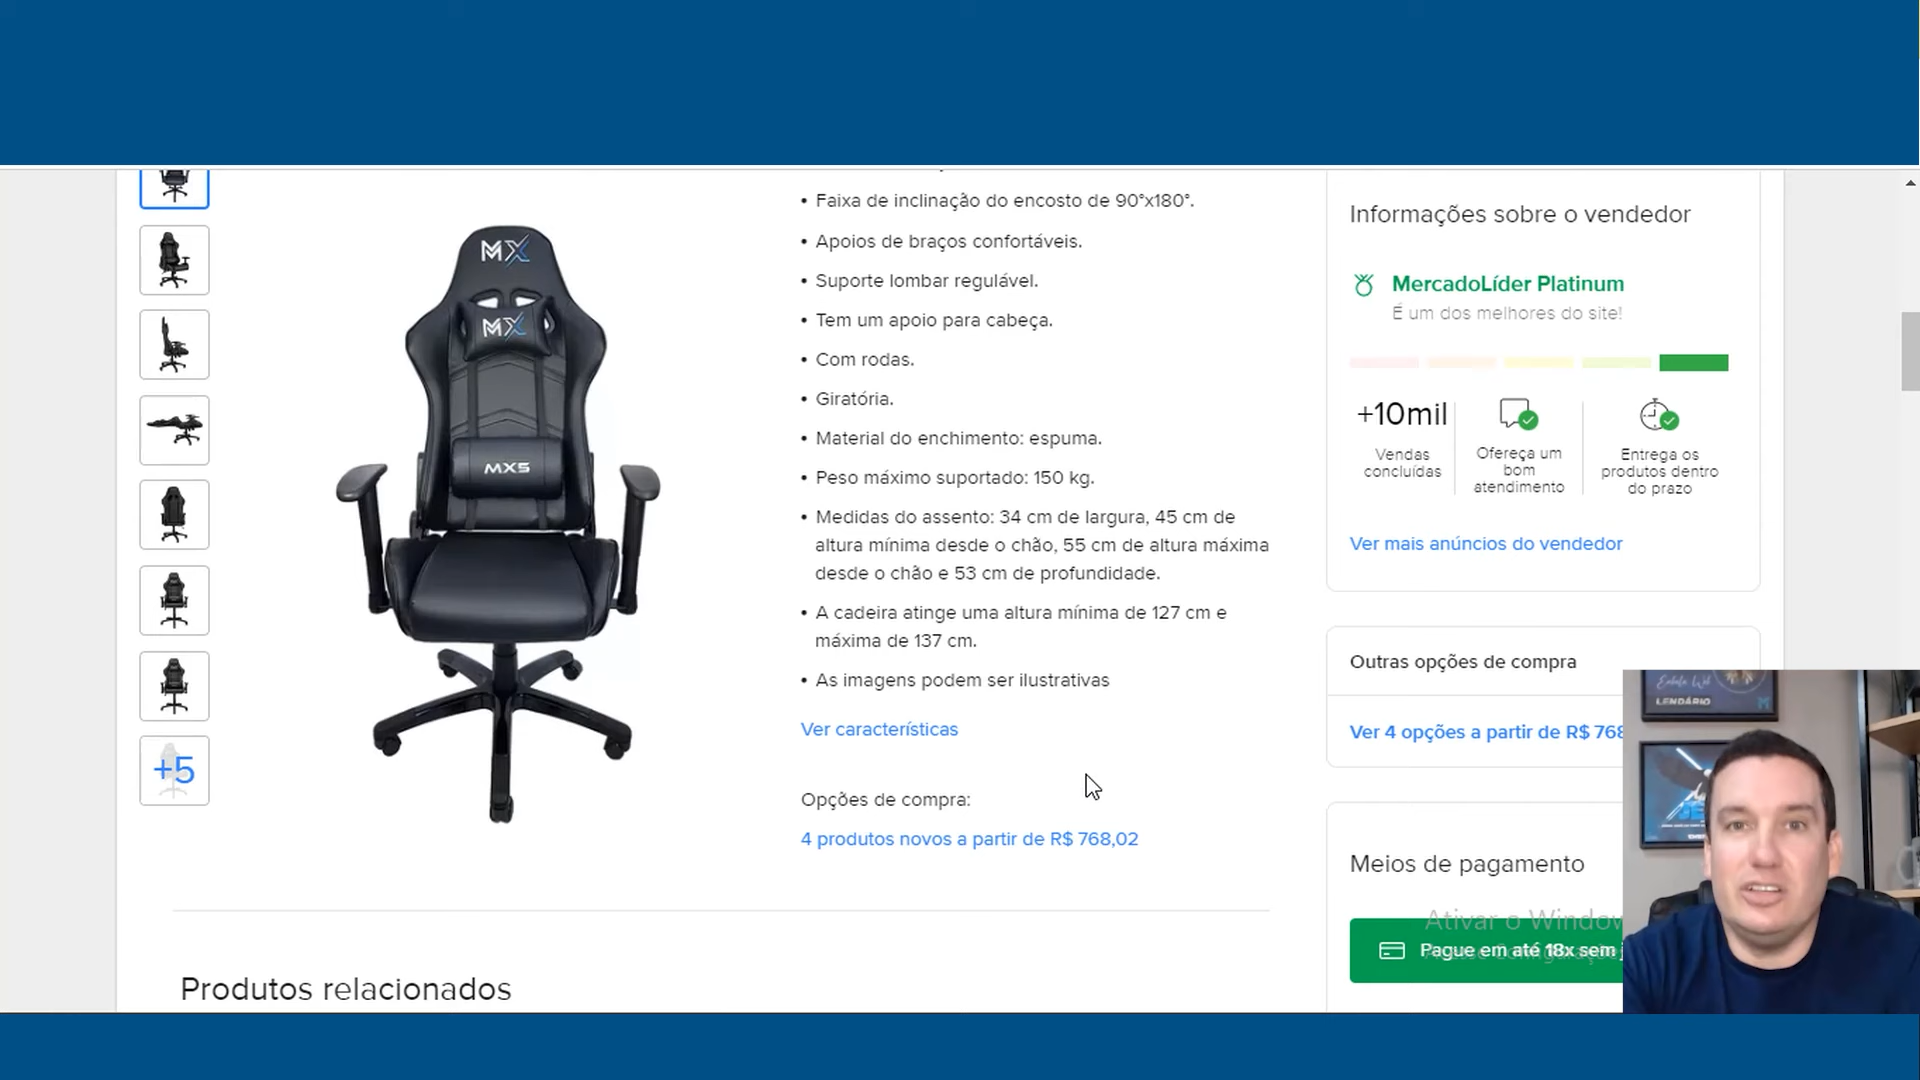 • Faixa de inclinação do encosto de 90°x180°.
• Apoios de braços confortáveis.
• Suporte lombar regulável.
• Tem um apoio para cabeça.
• Com rodas.
• Giratória.
• Material do enchimento: espuma.
• Peso máximo suportado: 150 kg.
• Medidas do assento: 34 cm de largura, 45 cm de
altura mínima desde o chão, 55 cm de altura máxima
desde o chão e 53 cm de profundidade.
• A cadeira atinge uma altura mínima de 127 cm e
máxima de 137 cm.
• As imagens podem ser ilustrativas
Ver características
Opções de compra:
4 produtos novos a partir de R$ 768,02
MX
MX
MX5
+5
Produtos relacionados
Informações sobre o vendedor
MercadoLíder Platinum
É um dos melhores do site!
+10mil
Vendas
concluídas
Ofereça um
bom
atendimento
Entrega os
produtos dentro
do prazo
Ver mais anúncios do vendedor
Outras opções de compra
Ver 4 opções a partir de R$ 768
Meios de pagamento
Ativar o Window
Pague em até 18x sem j
LENDÁRIO